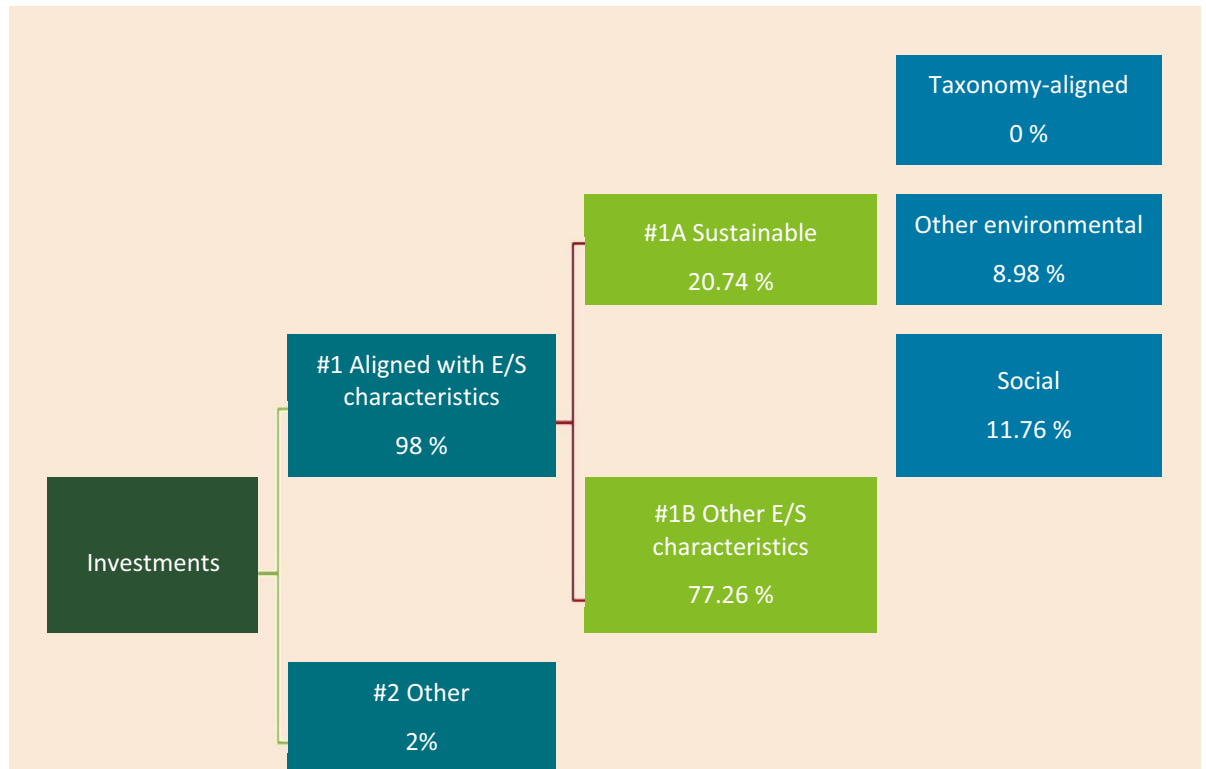 Investments
#1 Aligned with E/S
characteristics
98 %
#2 Other
2%
#1A Sustainable
20.74 %
#1B Other E/S
characteristics
77.26 %
Taxonomy-aligned
0 %
Other environmental
8.98 %
Social
11.76 %